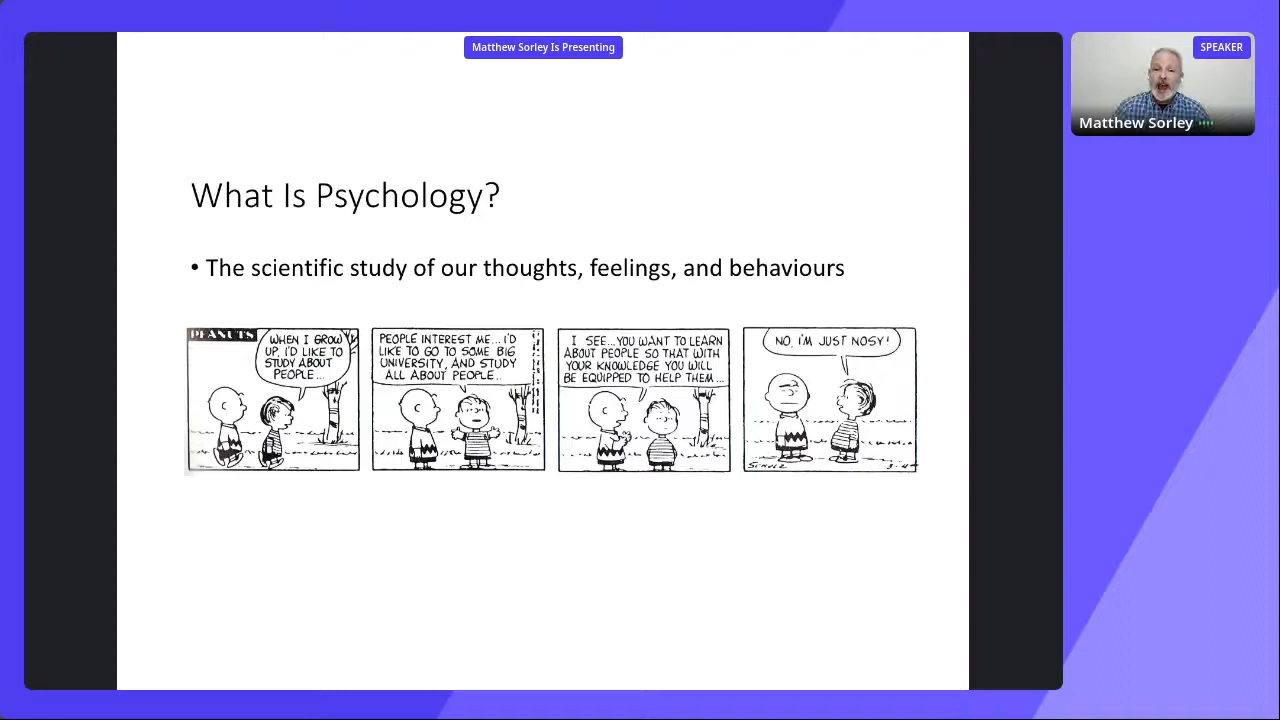 Matthew Sorley Is Presenting
SPEAKER
Matthew Sorley
What Is Psychology?
• The scientific study of our thoughts, feelings, and behaviours
PEANUTS
WHEN I GROW
UP, I'D LIKE TO
STUDY ABOUT
PEOPLE...
PEOPLE INTEREST ME...I'D
LIKE TO GO TO SOME BIG
UNIVERSITY, AND STUDY
ALL ABOUT PEOPLE..
I SEE...YOU WANT TO LEARN
ABOUT PEOPLE SO THAT WITH
YOUR KNOWLEDGE YOU WILL
BE EQUIPPED TO HELP THEM...
NO, I'M JUST NOSY!
SCHULZ
3-4